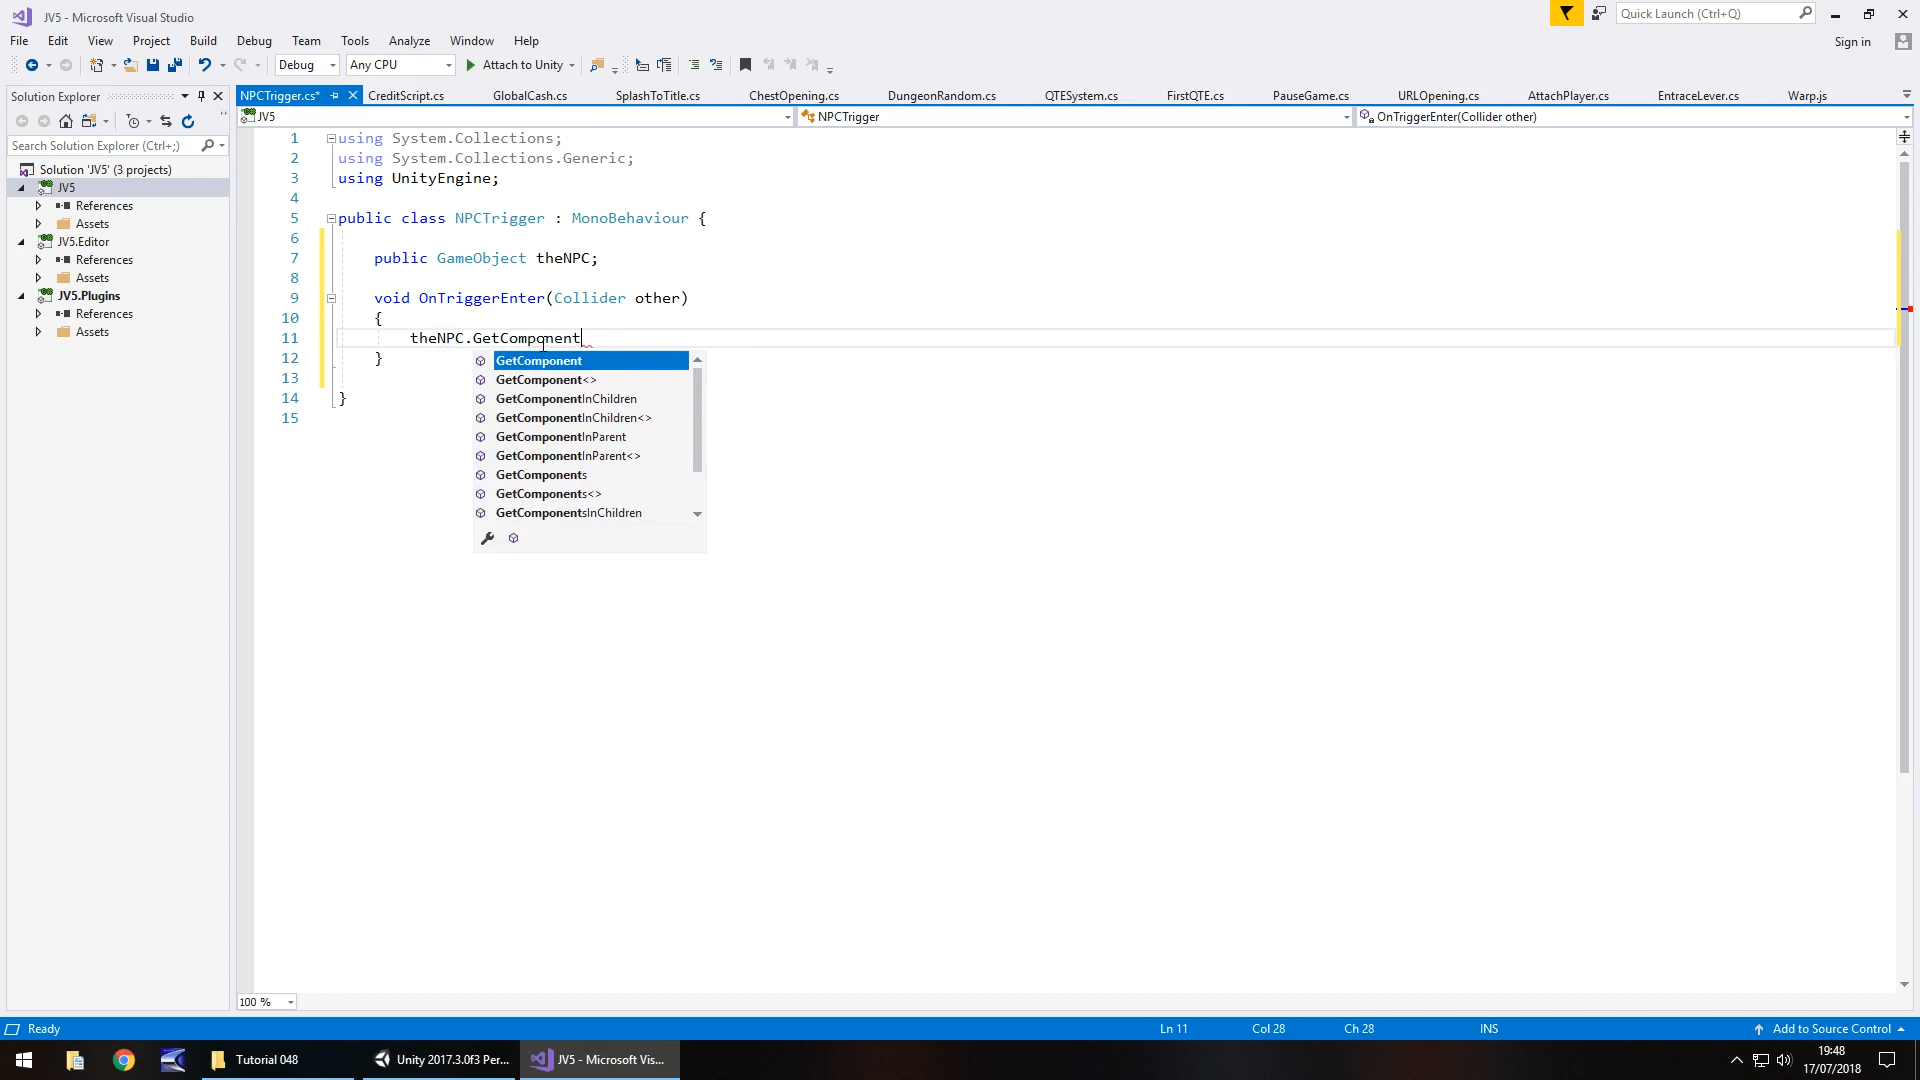 JV5 - Microsoft Visual Studio
Quick Launch (Ctrl+Q)
File Edit View Project Build Debug Team Tools Analyze Window Help
Sign in
Debug Any CPU Attach to Unity
Solution Explorer
NPCTrigger.cs* CreditScript.cs GlobalCash.cs SplashToTitle.cs ChestOpening.cs DungeonRandom.cs QTESystem.cs FirstQTE.cs PauseGame.cs URLOpening.cs AttachPlayer.cs EntraceLever.cs Warp.js
JV5 NPCTrigger OnTriggerEnter(Collider other)
Search Solution Explorer (Ctrl+;)
Solution 'JV5' (3 projects)
JV5
References
Assets
JV5.Editor
References
Assets
JV5.Plugins
References
Assets
1 using System.Collections;
2 using System.Collections.Generic;
3 using UnityEngine;
4
5 public class NPCTrigger : MonoBehaviour {
6
7 public GameObject theNPC;
8
9 void OnTriggerEnter(Collider other)
10 {
11 theNPC.GetComponent
12 }
13
14 }
15
GetComponent
GetComponent<>
GetComponentInChildren
GetComponentInChildren<>
GetComponentInParent
GetComponentInParent<>
GetComponents
GetComponents<>
GetComponentsInChildren
100 %
Ready Ln 11 Col 28 Ch 28 INS Add to Source Control
Tutorial 048 Unity 2017.3.0f3 Per... JV5 - Microsoft Vis...
19:48
17/07/2018